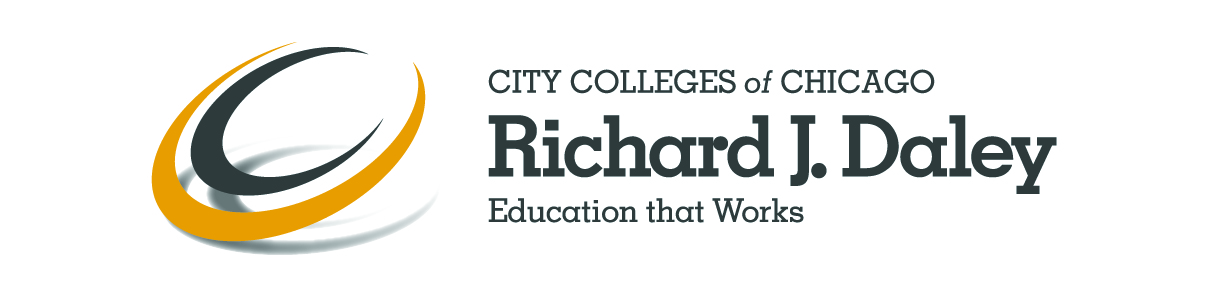 CITY COLLEGES of CHICAGO
Richard J. Daley
Education that Works